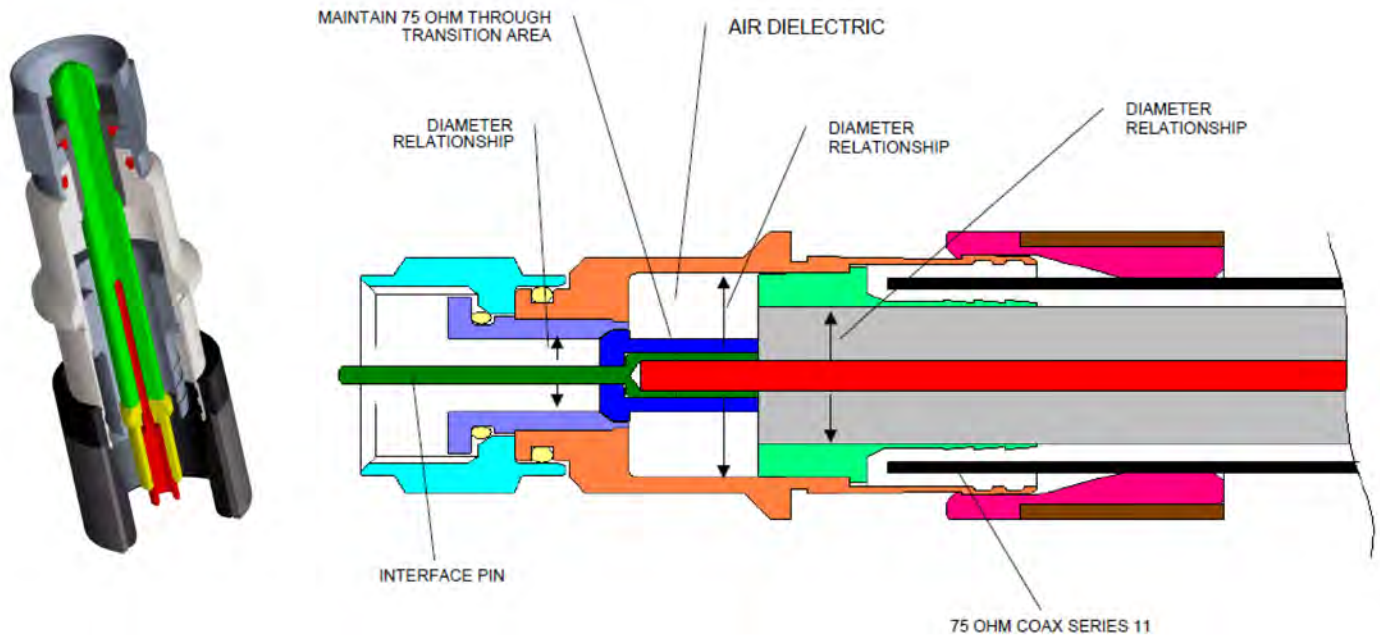 MAINTAIN 75 OHM THROUGH
TRANSITION AREA
AIR DIELECTRIC
DIAMETER
RELATIONSHIP
DIAMETER
RELATIONSHIP
DIAMETER
RELATIONSHIP
INTERFACE PIN
75 OHM COAX SERIES 11